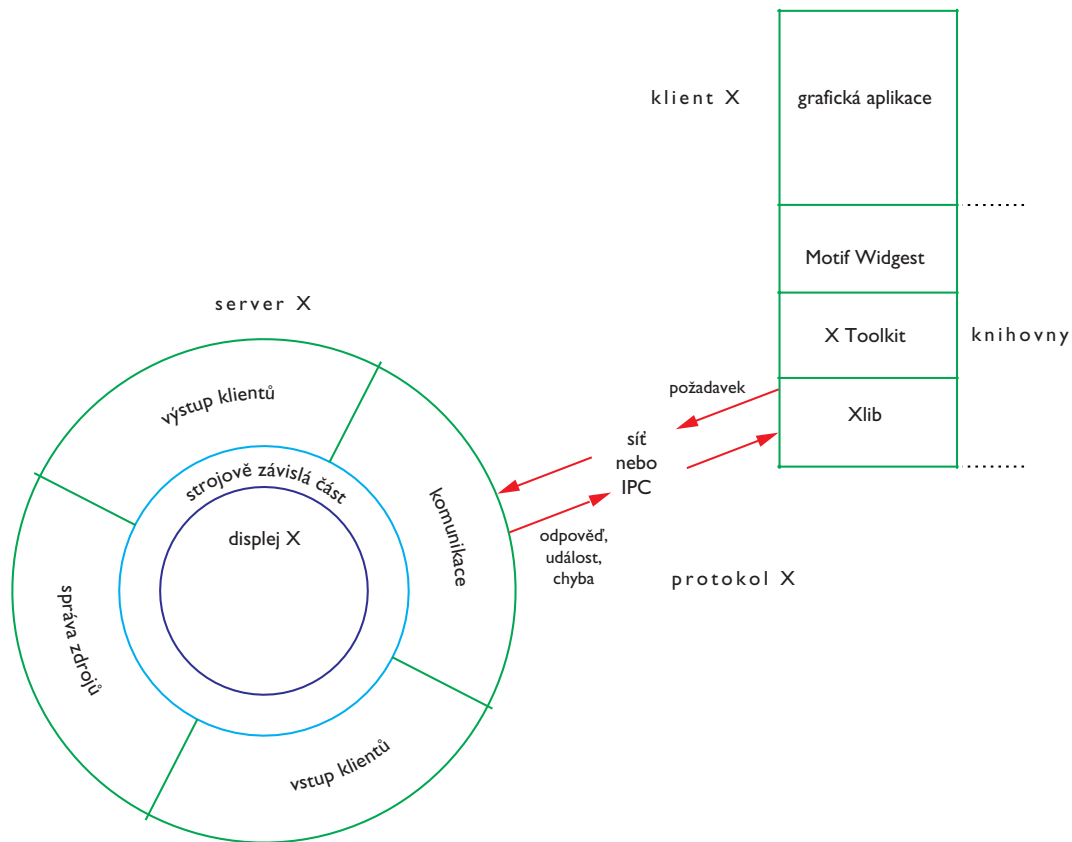 klient X
grafická aplikace
Motif Widgest
server X
X Toolkit
knihovny
požadavek
Xlib
výstup klientů
síť
nebo
IPC
strojově závislá část
komunikace
displej X
odpověď,
událost,
chyba
protokol X
správa zdrojů
vstup klientů